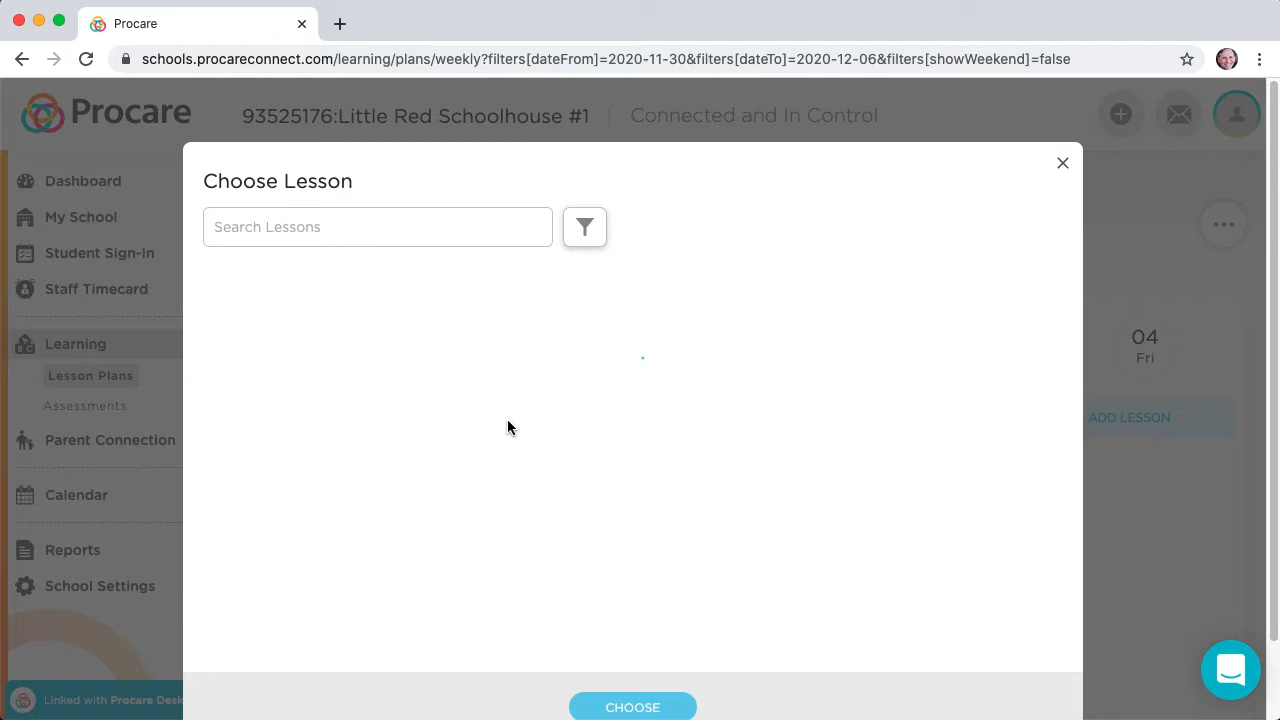 Procare
schools.procareconnect.com/learning/plans/weekly?filters[dateFrom]=2020-11-30&filters[dateTo]=2020-12-06&filters[showWeekend]=false
Procare
93525176:Little Red Schoolhouse #1
Connected and In Control
Choose Lesson
Search Lessons
Dashboard
My School
Student Sign-In
Staff Timecard
Learning
Lesson Plans
Assessments
Parent Connection
Calendar
Reports
School Settings
Linked with Procare Desk
04
Fri
ADD LESSON
CHOOSE